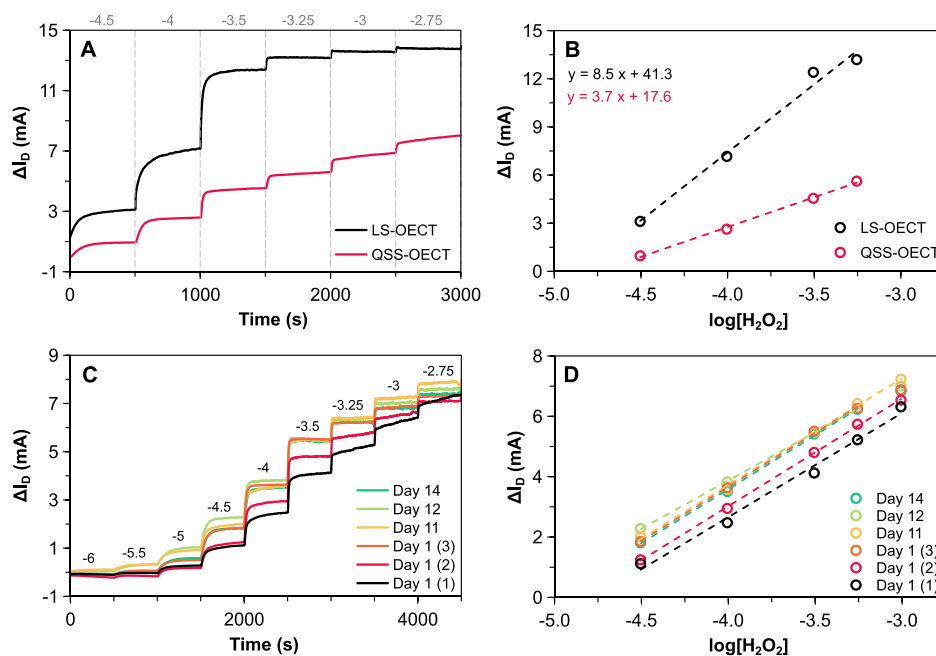 -4.5 -4 -3.5 -3.25 -3 -2.75
A
15
11
7
3
-1
ΔI_D (mA)
LS-OECT
QSS-OECT
0 1000 2000 3000
Time (s)
B
y = 8.5 x + 41.3
y = 3.7 x + 17.6
15
12
9
6
3
0
ΔI_D (mA)
LS-OECT
QSS-OECT
-5.0 -4.5 -4.0 -3.5 -3.0
log[H₂O₂]
C
9
7
5
3
1
-1
ΔI_D (mA)
-6 -5.5 -5 -4.5 -4 -3.5 -3.25 -3 -2.75
Day 14
Day 12
Day 11
Day 1 (3)
Day 1 (2)
Day 1 (1)
0 2000 4000
Time (s)
D
8
6
4
2
0
ΔI_D (mA)
Day 14
Day 12
Day 11
Day 1 (3)
Day 1 (2)
Day 1 (1)
-5.0 -4.5 -4.0 -3.5 -3.0
log[H₂O₂]